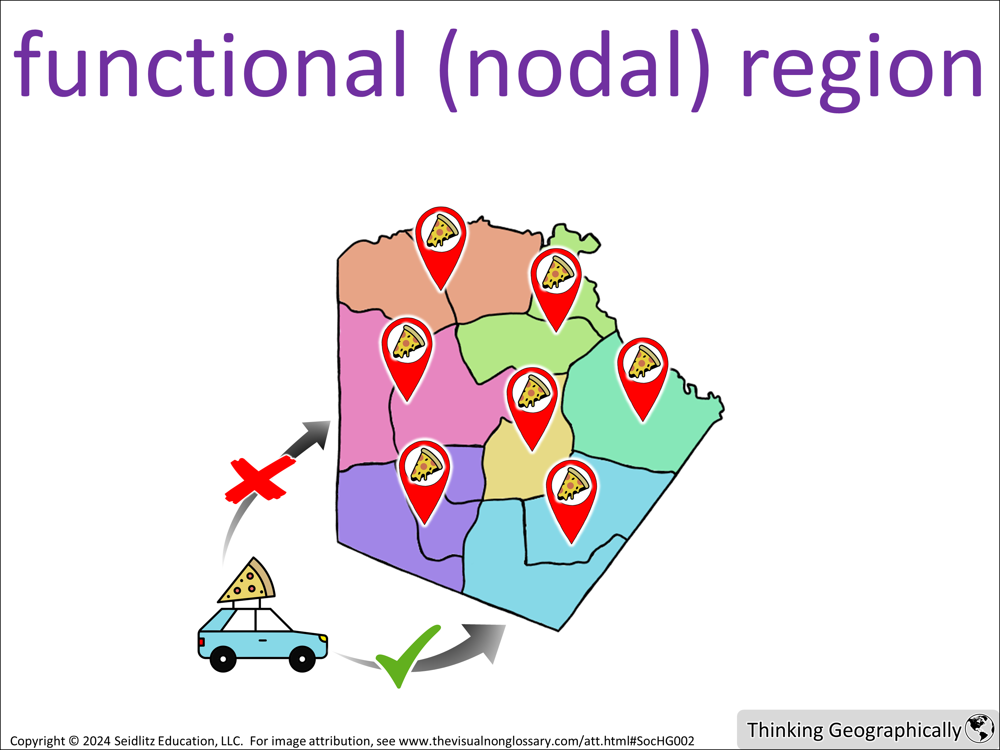 functional (nodal) region
Thinking Geographically
Copyright © 2024 Seidlitz Education, LLC.  For image attribution, see www.thevisualnonglossary.com/att.html#SocHG002